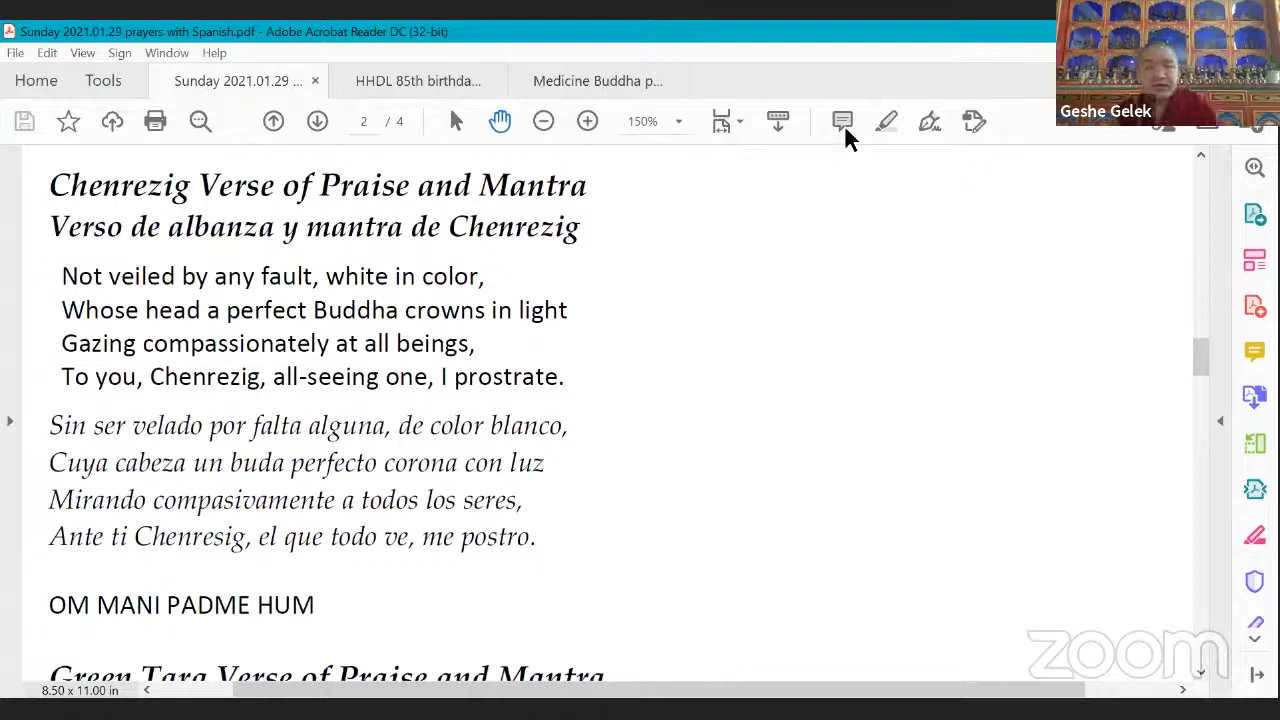 Sunday 2021.01.29 prayers with Spanish.pdf - Adobe Acrobat Reader DC (32-bit)
File Edit View Sign Window Help
Home Tools Sunday 2021.01.29 ... × HHDL 85th birthda... Medicine Buddha p...
2 / 4 150%
Geshe Gelek
Chenrezig Verse of Praise and Mantra
Verso de albanza y mantra de Chenrezig
Not veiled by any fault, white in color,
Whose head a perfect Buddha crowns in light
Gazing compassionately at all beings,
To you, Chenrezig, all-seeing one, I prostrate.
Sin ser velado por falta alguna, de color blanco,
Cuya cabeza un buda perfecto corona con luz
Mirando compasivamente a todos los seres,
Ante ti Chenresig, el que todo ve, me postro.
OM MANI PADME HUM
Green Tara Verse of Praise and Mantra
zoom
8.50 x 11.00 in